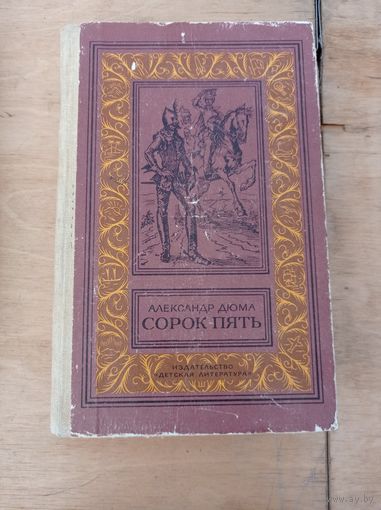 АЛЕКСАНДР ДЮМА
СОРОК ПЯТЬ
ИЗДАТЕЛЬСТВО
«ДЕТСКАЯ ЛИТЕРАТУРА»
www.ay.by